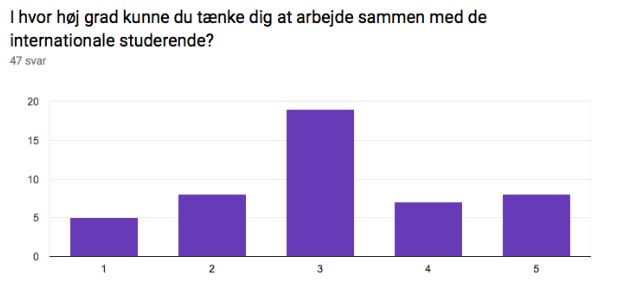 I hvor høj grad kunne du tænke dig at arbejde sammen med de
internationale studerende?
47 svar
20
15
10
5
0
1 2 3 4 5